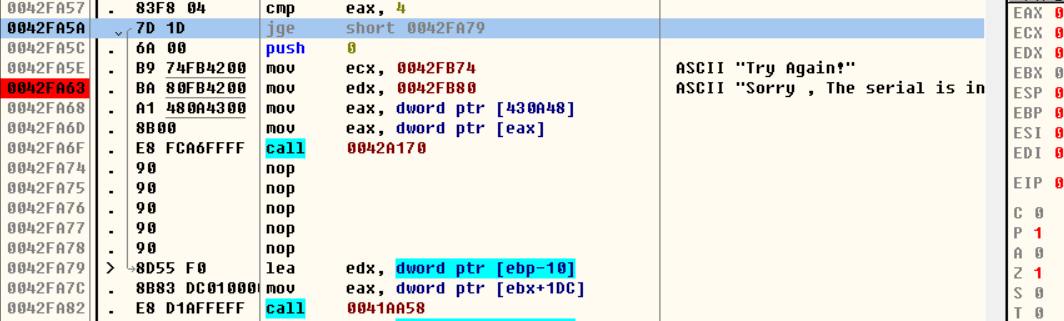 0042FA57 . 83F8 04 cmp eax, 4
0042FA5A . 7D 1D jge short 0042FA79
0042FA5C . 6A 00 push 0
0042FA5E . B9 74FB4200 mov ecx, 0042FB74 ASCII "Try Again!"
0042FA63 . BA 80FB4200 mov edx, 0042FB80 ASCII "Sorry , The serial is in
0042FA68 . A1 480A4300 mov eax, dword ptr [430A48]
0042FA6D . 8B00 mov eax, dword ptr [eax]
0042FA6F . E8 FCA6FFFF call 0042A170
0042FA74 . 90 nop
0042FA75 . 90 nop
0042FA76 . 90 nop
0042FA77 . 90 nop
0042FA78 . 90 nop
0042FA79 > 8D55 F0 lea edx, dword ptr [ebp-10]
0042FA7C . 8B83 DC01000 mov eax, dword ptr [ebx+1DC]
0042FA82 . E8 D1AFFEFF call 0041AA58
EAX 0
ECX 0
EDX 0
EBX 0
ESP 0
EBP 0
ESI 0
EDI 0
EIP 0
C 0
P 1
A 0
Z 1
S 0
T 0